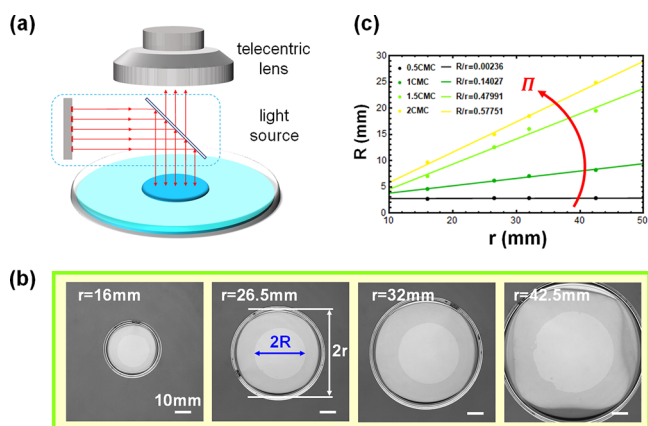 (a)
telecentric
lens
light
source
(c)
R (mm)
30
25
20
15
10
5
0
0.5CMC R/r=0.00236
1CMC R/r=0.14027
1.5CMC R/r=0.47991
2CMC R/r=0.57751
Π
10 20 30 40 50
r (mm)
(b)
r=16mm
10mm
r=26.5mm
2R
2r
r=32mm
r=42.5mm